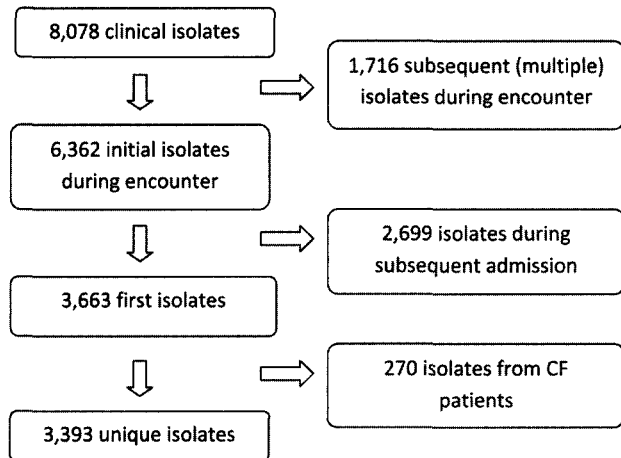 8,078 clinical isolates
1,716 subsequent (multiple)
isolates during encounter
6,362 initial isolates
during encounter
2,699 isolates during
subsequent admission
3,663 first isolates
270 isolates from CF
patients
3,393 unique isolates